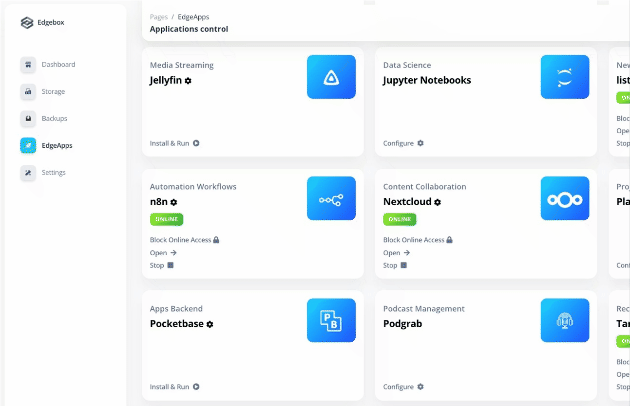 Edgebox
Dashboard
Storage
Backups
EdgeApps
Settings
Pages / EdgeApps
Applications control
Media Streaming
Jellyfin
Install & Run
Data Science
Jupyter Notebooks
Configure
New
list
ON
Bloc
Ope
Stop
Automation Workflows
n8n
ONLINE
Block Online Access
Open
Stop
Content Collaboration
Nextcloud
ONLINE
Block Online Access
Open
Stop
Proj
Pla
Conf
Apps Backend
Pocketbase
PB
Install & Run
Podcast Management
Podgrab
Configure
Rec
Tan
ON
Bloc
Ope
Stop